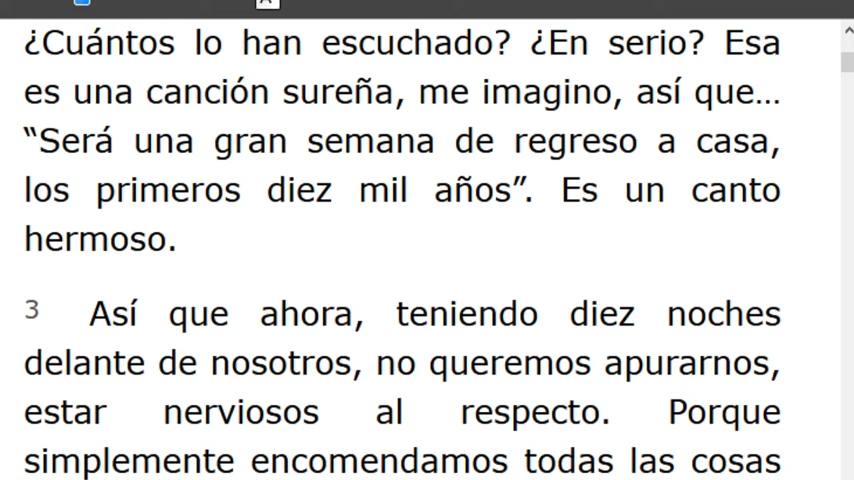 ¿Cuántos lo han escuchado? ¿En serio? Esa
es una canción sureña, me imagino, así que...
“Será una gran semana de regreso a casa,
los primeros diez mil años”. Es un canto
hermoso.
3 Así que ahora, teniendo diez noches
delante de nosotros, no queremos apurarnos,
estar nerviosos al respecto. Porque
simplemente encomendamos todas las cosas